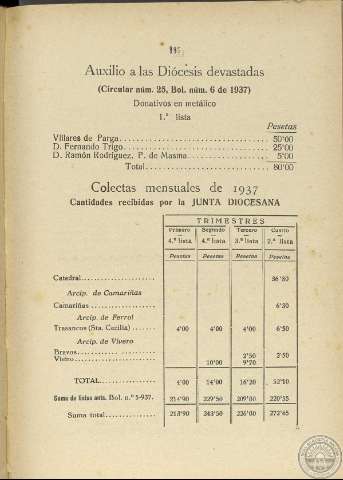 Auxilio a las Diócesis devastadas
(Circular núm. 25, Bol. núm. 6 de 1937)
Donativos en metálico
1.ª lista
Pesetas
Villares de Parga 50'00
D. Fernando Trigo 25'00
D. Ramón Rodríguez, P. de Masma 5'00
Total 80'00
Colectas mensuales de 1937
Cantidades recibidas por la JUNTA DIOCESANA
TRIMESTRES
Primero Segundo Tercero Cuarto
4.ª lista 4.ª lista 3.ª lista 2.ª lista
Pesetas Pesetas Pesetas Pesetas
Catedral 36'80
Arcip. de Camariñas
Camariñas 6'30
Arcip. de Ferrol
Trasancos (Sta. Cecilia) 4'00 4'00 4'00 6'50
Arcip. de Vivero
Bravos 2'50 2'50
10'00 9'70
TOTAL 4'00 14'00 16'20 52'10
Suma de listas ants. Bol. n.º 5-937. 214'90 229'50 209'80 220'35
Suma total 218'90 243'50 226'00 272'45